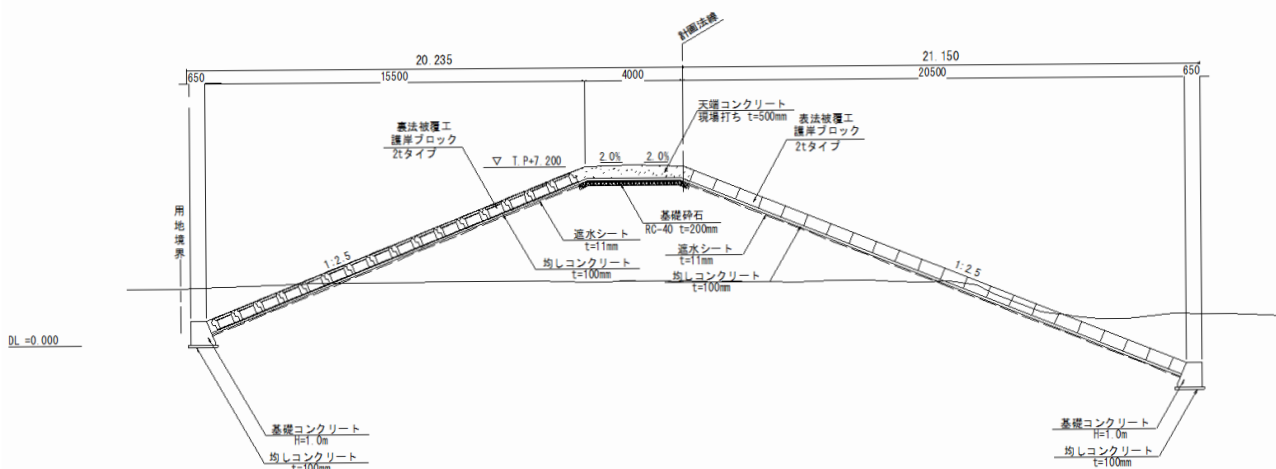 計画法線
20.235
21.150
650
15500
4000
20500
650
天端コンクリート
現場打ち t=500mm
裏法被覆工
護岸ブロック
2tタイプ
表法被覆工
護岸ブロック
2tタイプ
▽ T.P+7.200
2.0%
2.0%
用地境界
基礎砕石
RC-40 t=200mm
遮水シート
t=11mm
遮水シート
t=11mm
均しコンクリート
t=100mm
均しコンクリート
t=100mm
1:2.5
1:2.5
DL =0.000
基礎コンクリート
H=1.0m
均しコンクリート
t=100mm
基礎コンクリート
H=1.0m
均しコンクリート
t=100mm